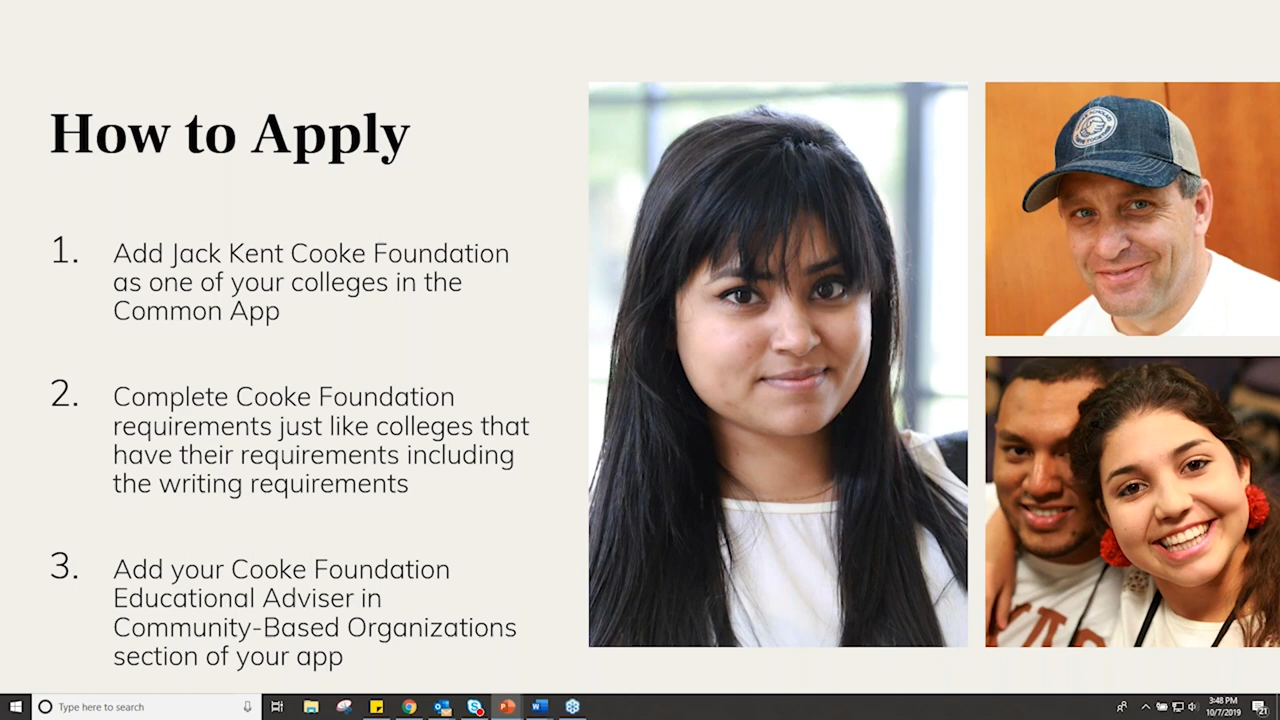 How to Apply
1. Add Jack Kent Cooke Foundation
as one of your colleges in the
Common App
2. Complete Cooke Foundation
requirements just like colleges that
have their requirements including
the writing requirements
3. Add your Cooke Foundation
Educational Adviser in
Community-Based Organizations
section of your app
Type here to search
3:48 PM
10/7/2019
21